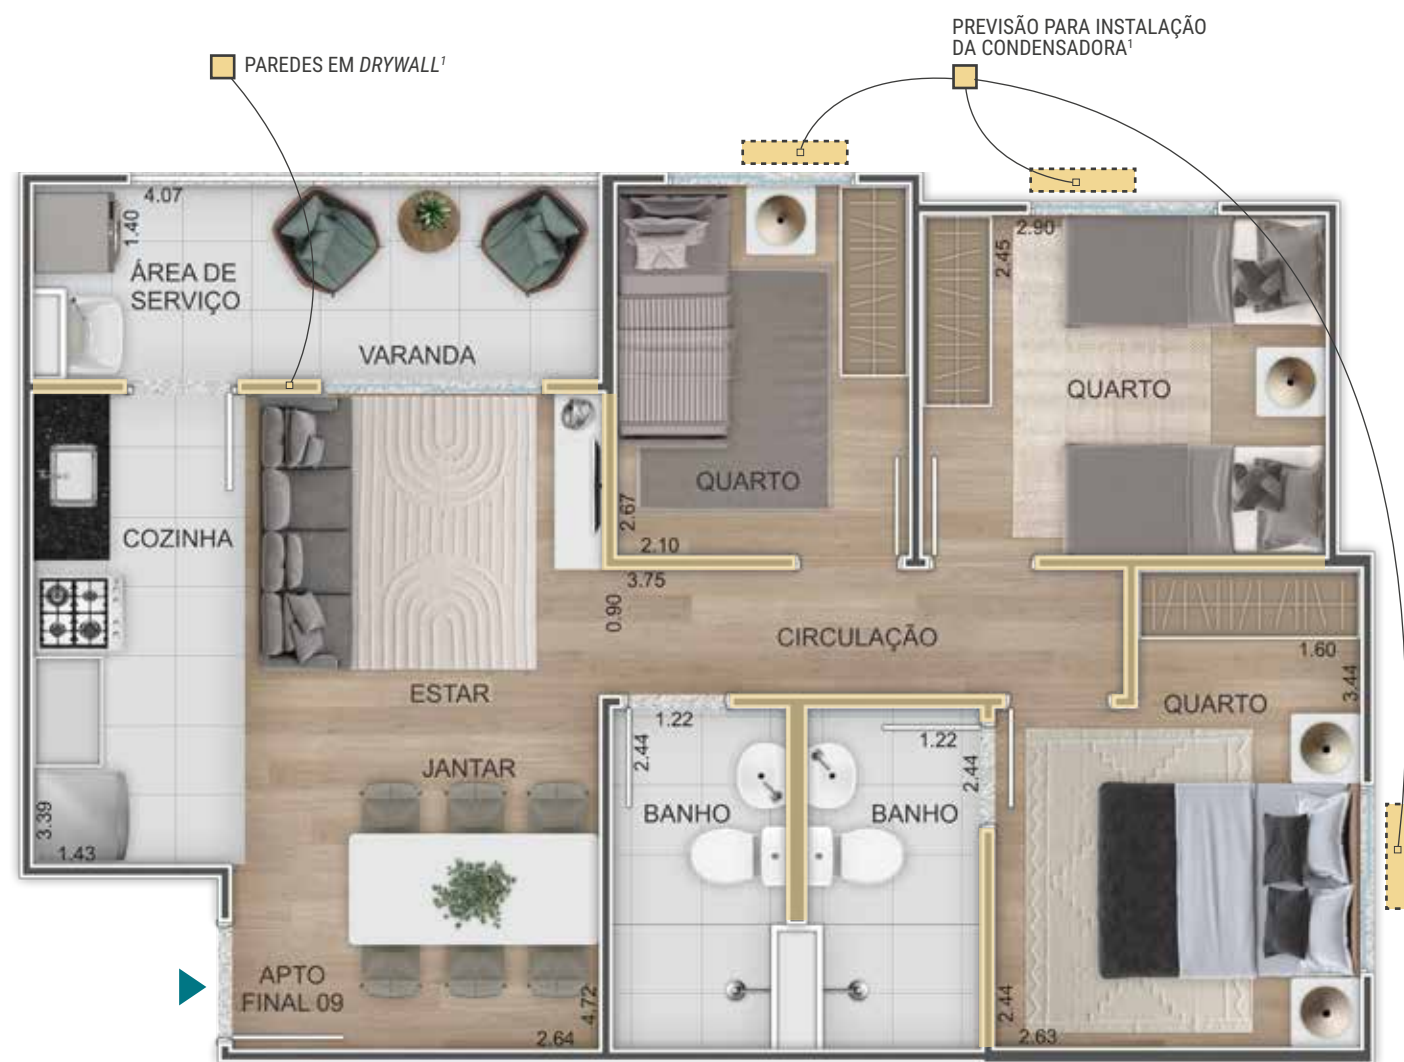 PREVISÃO PARA INSTALAÇÃO
DA CONDENSADORA¹
PAREDES EM DRYWALL¹
4.07
1.40
ÁREA DE
SERVIÇO
VARANDA
2.90
2.45
QUARTO
QUARTO
2.67
2.10
COZINHA
3.75
0.90
CIRCULAÇÃO
1.60
3.44
QUARTO
ESTAR
1.22
2.44
1.22
2.44
JANTAR
BANHO
BANHO
3.39
1.43
APTO
FINAL 09
4.72
2.64
2.44
2.63